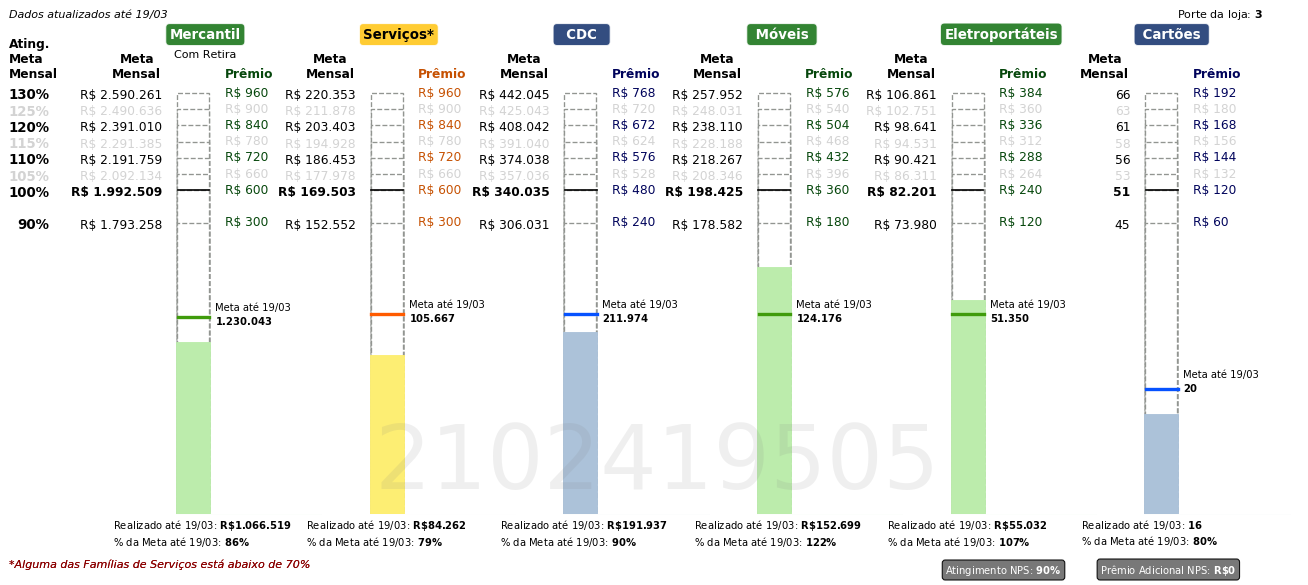 Dados atualizados até 19/03 Porte da loja: 3
Mercantil Serviços* CDC Móveis Eletroportáteis Cartões
Com Retira
Ating. Meta Mensal Meta Mensal Prêmio Meta Mensal Prêmio Meta Mensal Prêmio Meta Mensal Prêmio Meta Mensal Prêmio Meta Mensal Prêmio
130% R$ 2.590.261 R$ 960 R$ 220.353 R$ 960 R$ 442.045 R$ 768 R$ 257.952 R$ 576 R$ 106.861 R$ 384 66 R$ 192
125% R$ 2.490.636 R$ 900 R$ 211.878 R$ 900 R$ 425.043 R$ 720 R$ 248.031 R$ 540 R$ 102.751 R$ 360 63 R$ 180
120% R$ 2.391.010 R$ 840 R$ 203.403 R$ 840 R$ 408.042 R$ 672 R$ 238.110 R$ 504 R$ 98.641 R$ 336 61 R$ 168
115% R$ 2.291.385 R$ 780 R$ 194.928 R$ 780 R$ 391.040 R$ 624 R$ 228.188 R$ 468 R$ 94.531 R$ 312 58 R$ 156
110% R$ 2.191.759 R$ 720 R$ 186.453 R$ 720 R$ 374.038 R$ 576 R$ 218.267 R$ 432 R$ 90.421 R$ 288 56 R$ 144
105% R$ 2.092.134 R$ 660 R$ 177.978 R$ 660 R$ 357.036 R$ 528 R$ 208.346 R$ 396 R$ 86.311 R$ 264 53 R$ 132
100% R$ 1.992.509 R$ 600 R$ 169.503 R$ 600 R$ 340.035 R$ 480 R$ 198.425 R$ 360 R$ 82.201 R$ 240 51 R$ 120
90% R$ 1.793.258 R$ 300 R$ 152.552 R$ 300 R$ 306.031 R$ 240 R$ 178.582 R$ 180 R$ 73.980 R$ 120 45 R$ 60
Meta até 19/03 Meta até 19/03 Meta até 19/03 Meta até 19/03 Meta até 19/03
1.230.043 105.667 211.974 124.176 51.350
Meta até 19/03
20
2102419505
Realizado até 19/03: R$1.066.519 Realizado até 19/03: R$84.262 Realizado até 19/03: R$191.937 Realizado até 19/03: R$152.699 Realizado até 19/03: R$55.032 Realizado até 19/03: 16
% da Meta até 19/03: 86% % da Meta até 19/03: 79% % da Meta até 19/03: 90% % da Meta até 19/03: 122% % da Meta até 19/03: 107% % da Meta até 19/03: 80%
*Alguma das Famílias de Serviços está abaixo de 70% Atingimento NPS: 90% Prêmio Adicional NPS: R$0